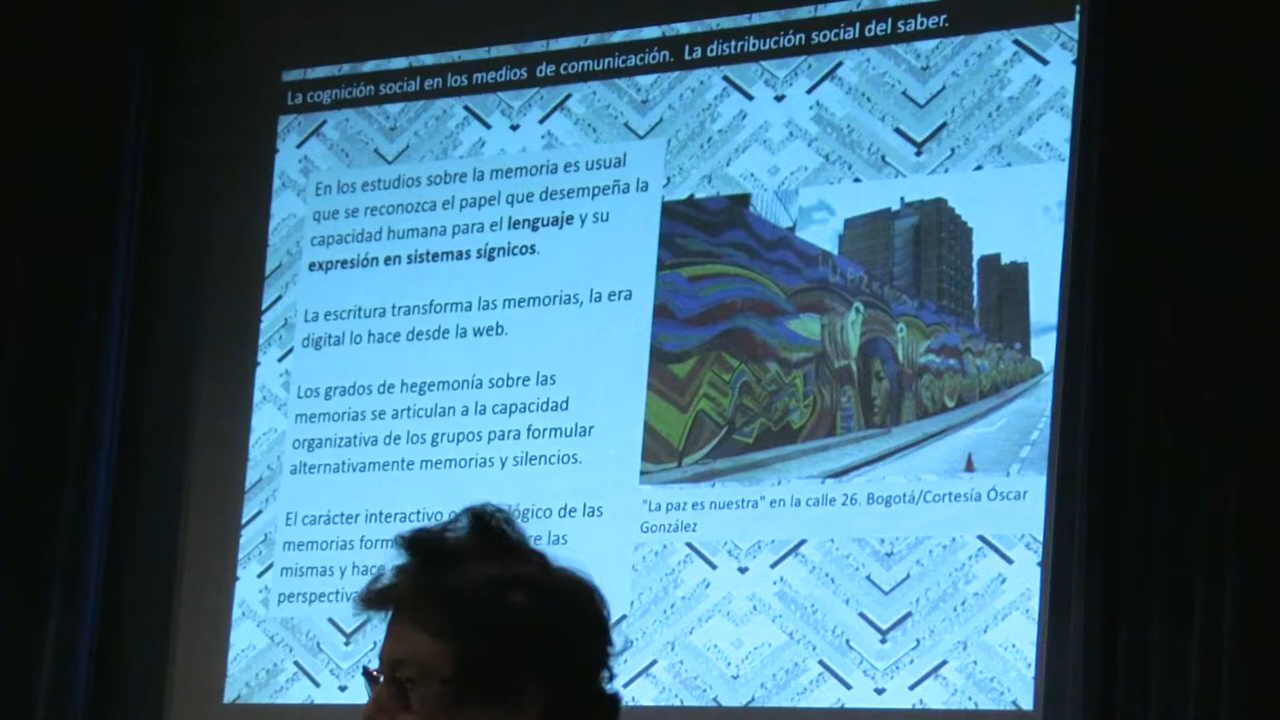 La cognición social en los medios de comunicación. La distribución social del saber.
En los estudios sobre la memoria es usual
que se reconozca el papel que desempeña la
capacidad humana para el lenguaje y su
expresión en sistemas sígnicos.
La escritura transforma las memorias, la era
digital lo hace desde la web.
Los grados de hegemonía sobre las
memorias se articulan a la capacidad
organizativa de los grupos para formular
alternativamente memorias y silencios.
El carácter interactivo de las
memorias las
mismas y hace
"La paz es nuestra" en la calle 26. Bogotá/Cortesía Óscar
González